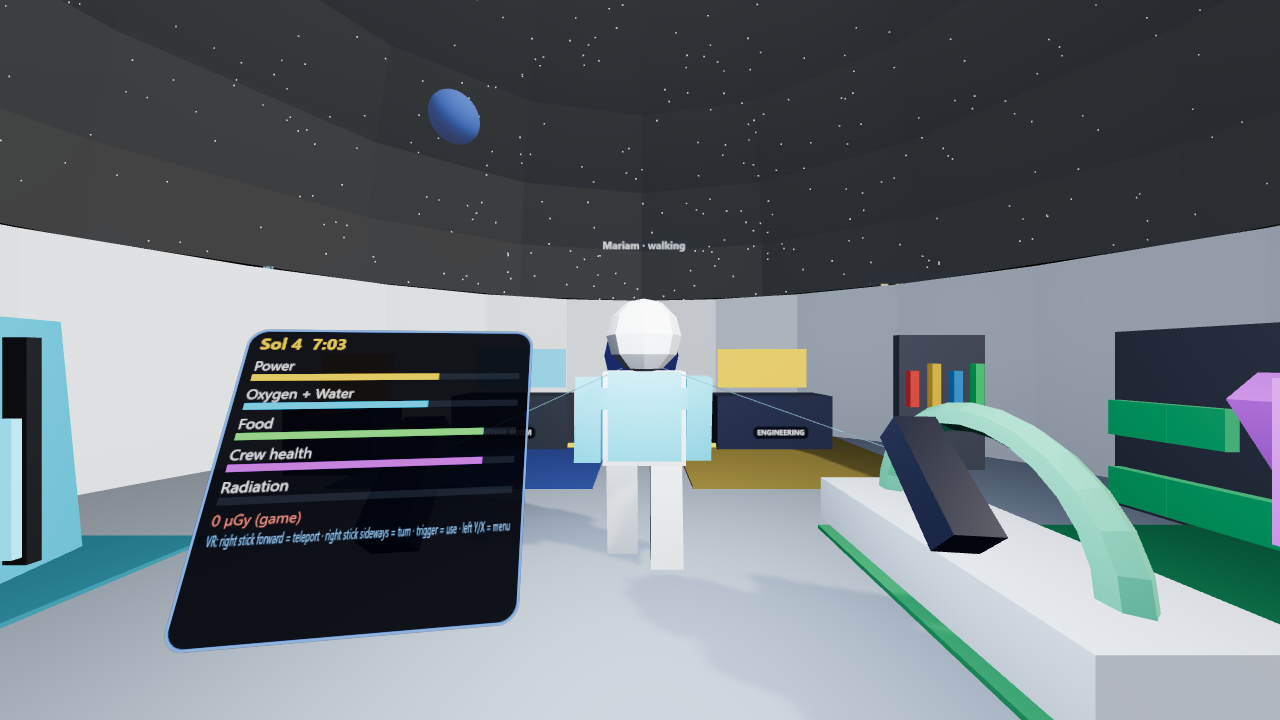 Mariam · walking
Sol 4 7:03
Power
Oxygen + Water
Food
Crew health
Radiation
0 µGy (game)
VR: right stick forward = teleport · right stick sideways = turn · trigger = use · left Y/X = menu
ENGINEERING